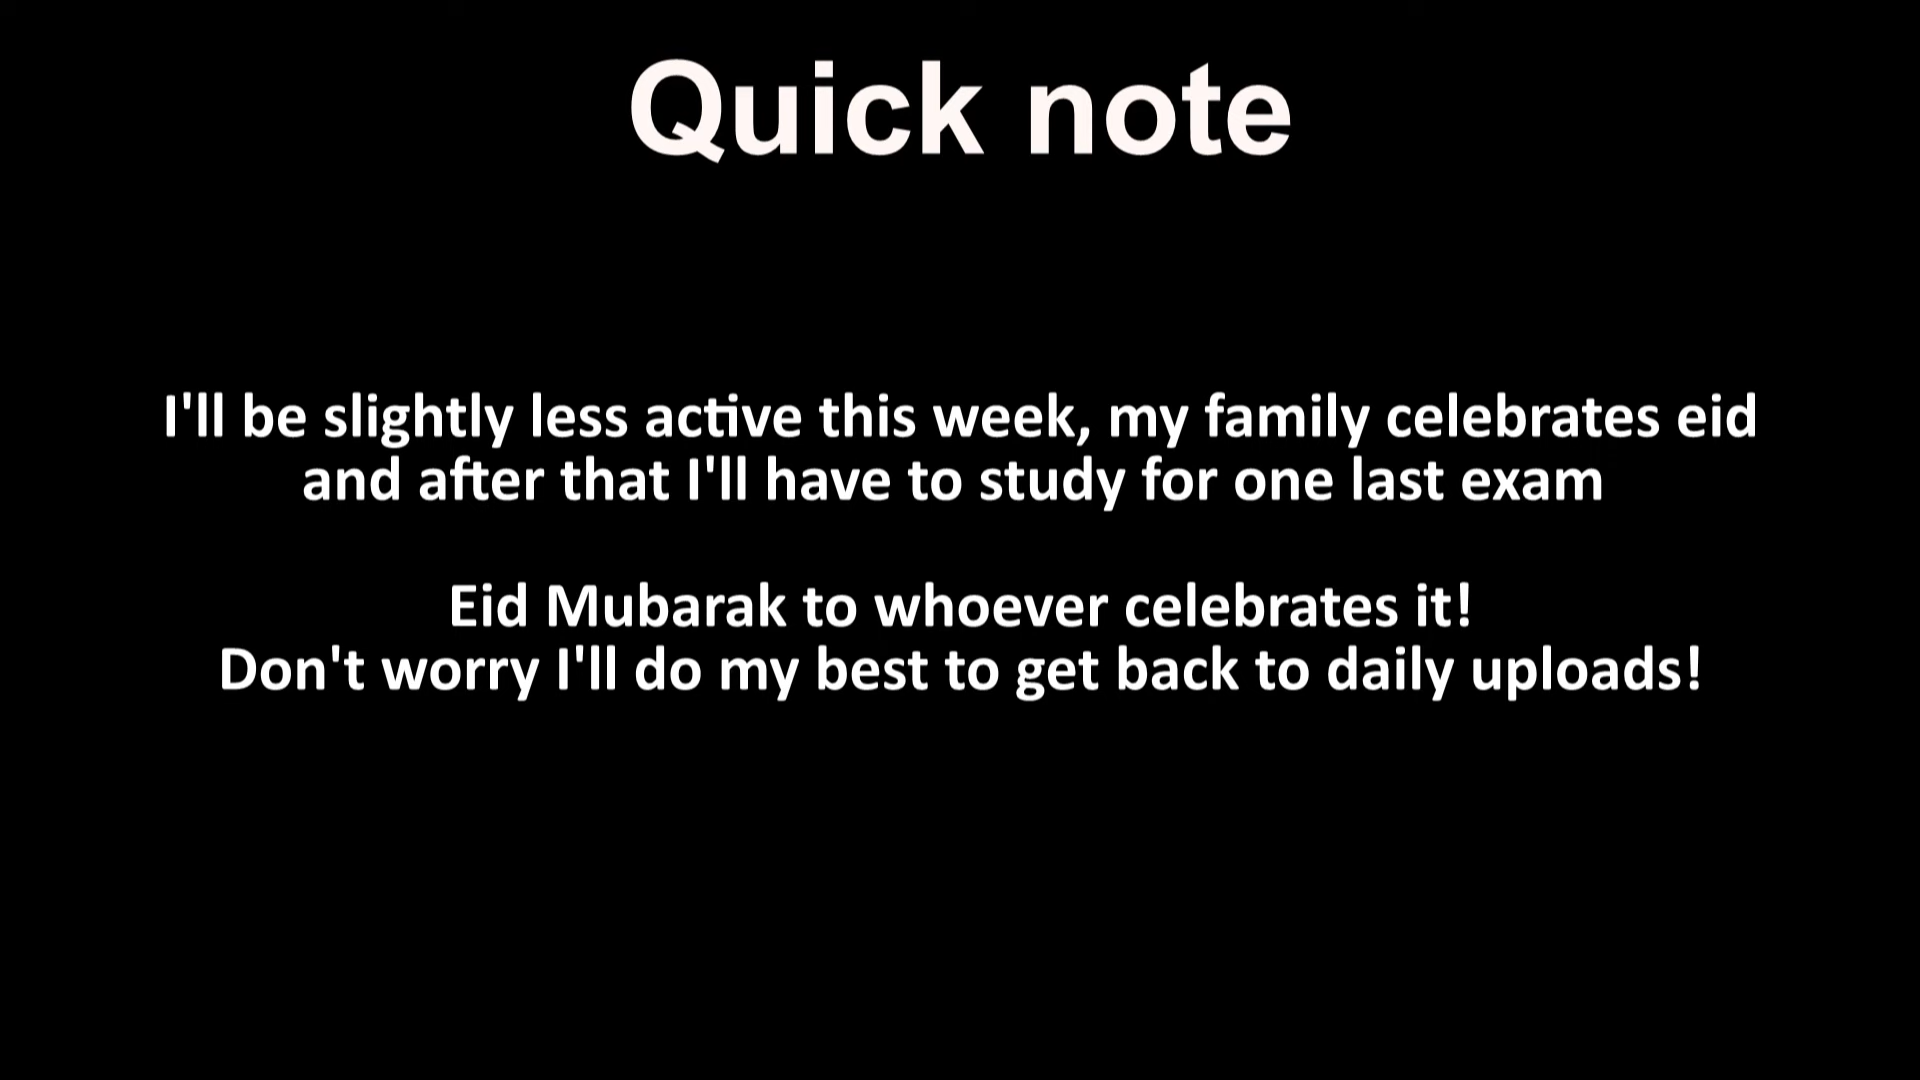 Quick note
I'll be slightly less active this week, my family celebrates eid
and after that I'll have to study for one last exam
Eid Mubarak to whoever celebrates it!
Don't worry I'll do my best to get back to daily uploads!